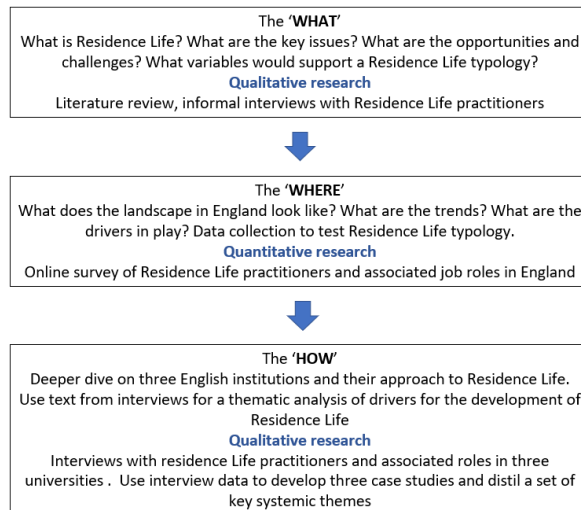 The ‘WHAT’
What is Residence Life? What are the key issues? What are the opportunities and
challenges? What variables would support a Residence Life typology?
Qualitative research
Literature review, informal interviews with Residence Life practitioners
The ‘WHERE’
What does the landscape in England look like? What are the trends? What are the
drivers in play? Data collection to test Residence Life typology.
Quantitative research
Online survey of Residence Life practitioners and associated job roles in England
The ‘HOW’
Deeper dive on three English institutions and their approach to Residence Life.
Use text from interviews for a thematic analysis of drivers for the development of
Residence Life
Qualitative research
Interviews with residence Life practitioners and associated roles in three
universities . Use interview data to develop three case studies and distil a set of
key systemic themes